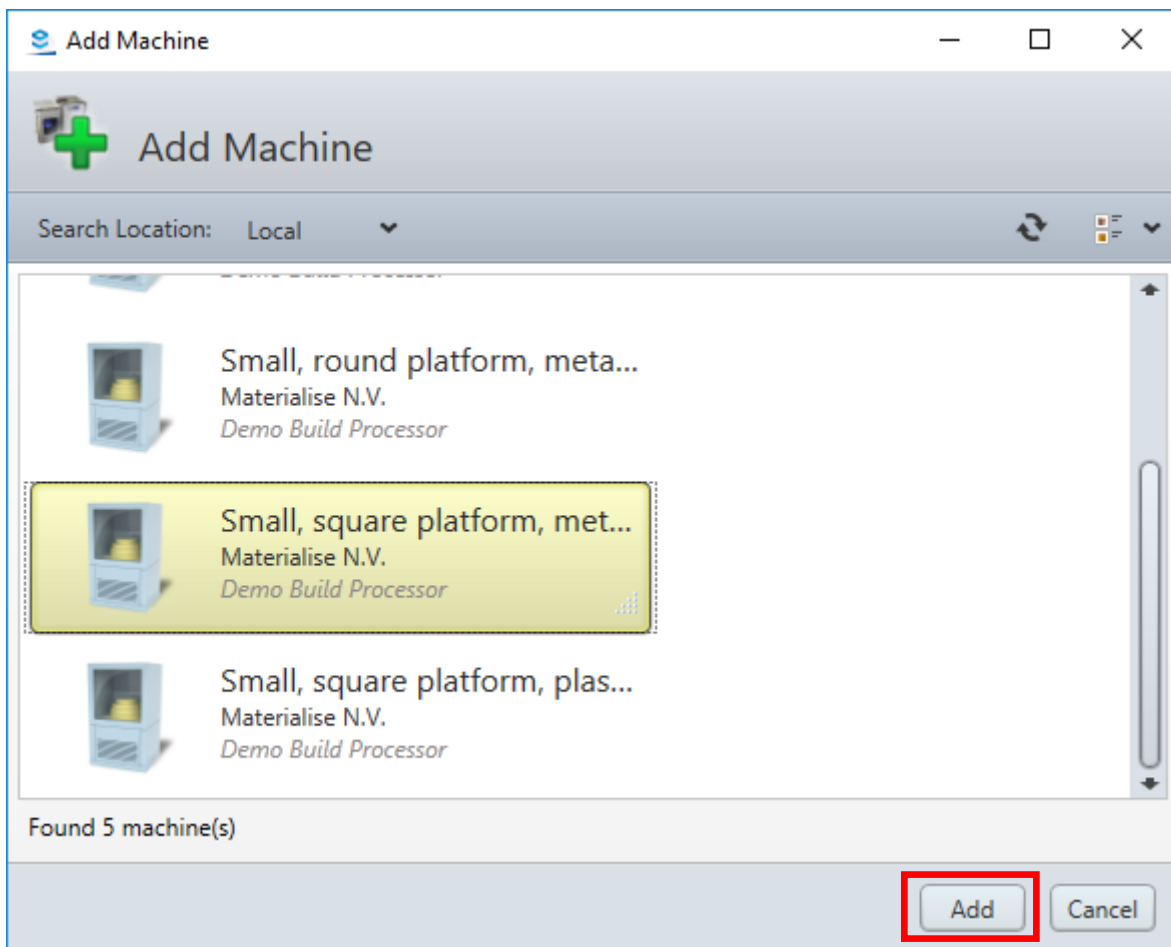 Add Machine
Add Machine
Search Location: Local
Small, round platform, meta...
Materialise N.V.
Demo Build Processor
Small, square platform, met...
Materialise N.V.
Demo Build Processor
Small, square platform, plas...
Materialise N.V.
Demo Build Processor
Found 5 machine(s)
Add Cancel